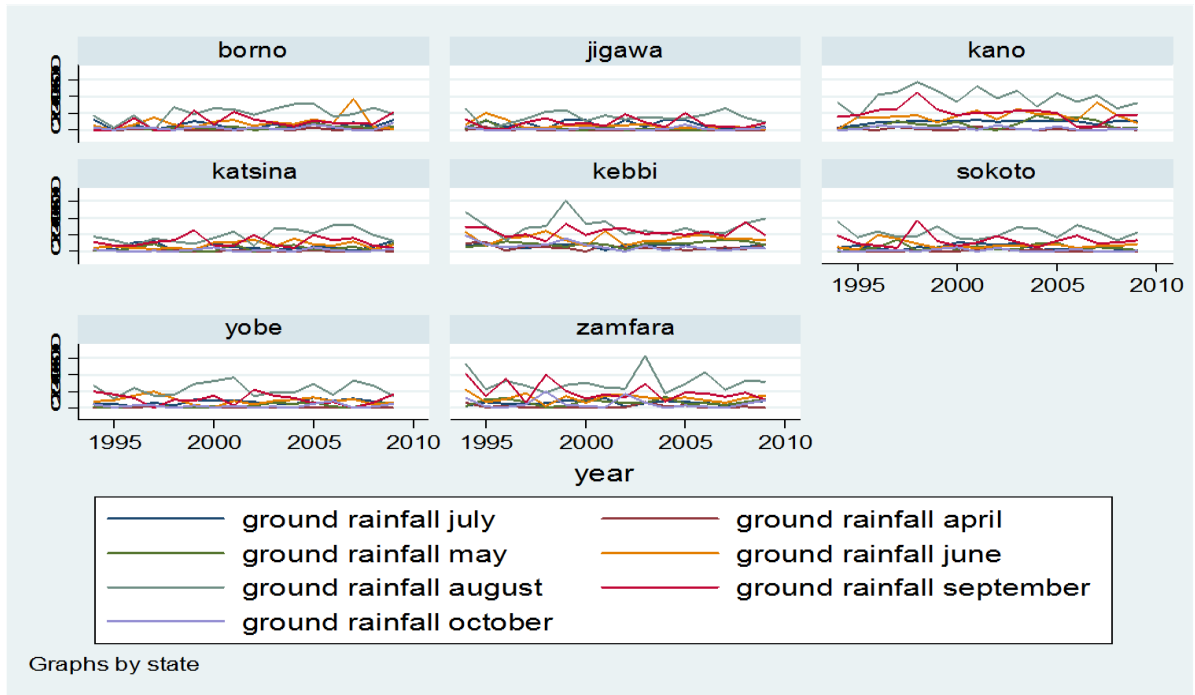 borno jigawa kano
katsina kebbi sokoto
1995 2000 2005 2010
yobe zamfara
1995 2000 2005 2010 1995 2000 2005 2010
year
ground rainfall july ground rainfall april
ground rainfall may ground rainfall june
ground rainfall august ground rainfall september
ground rainfall october
Graphs by state